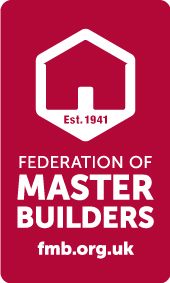 Est. 1941
FEDERATION OF
MASTER
BUILDERS
fmb.org.uk